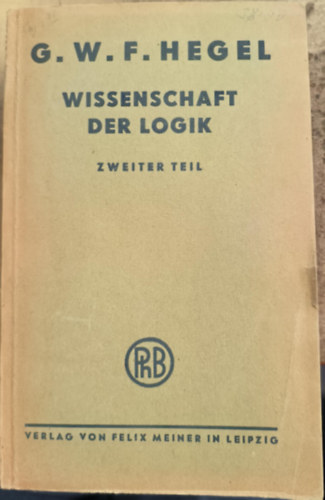 G. W. F. HEGEL
WISSENSCHAFT
DER LOGIK
ZWEITER TEIL
PhB
VERLAG VON FELIX MEINER IN LEIPZIG